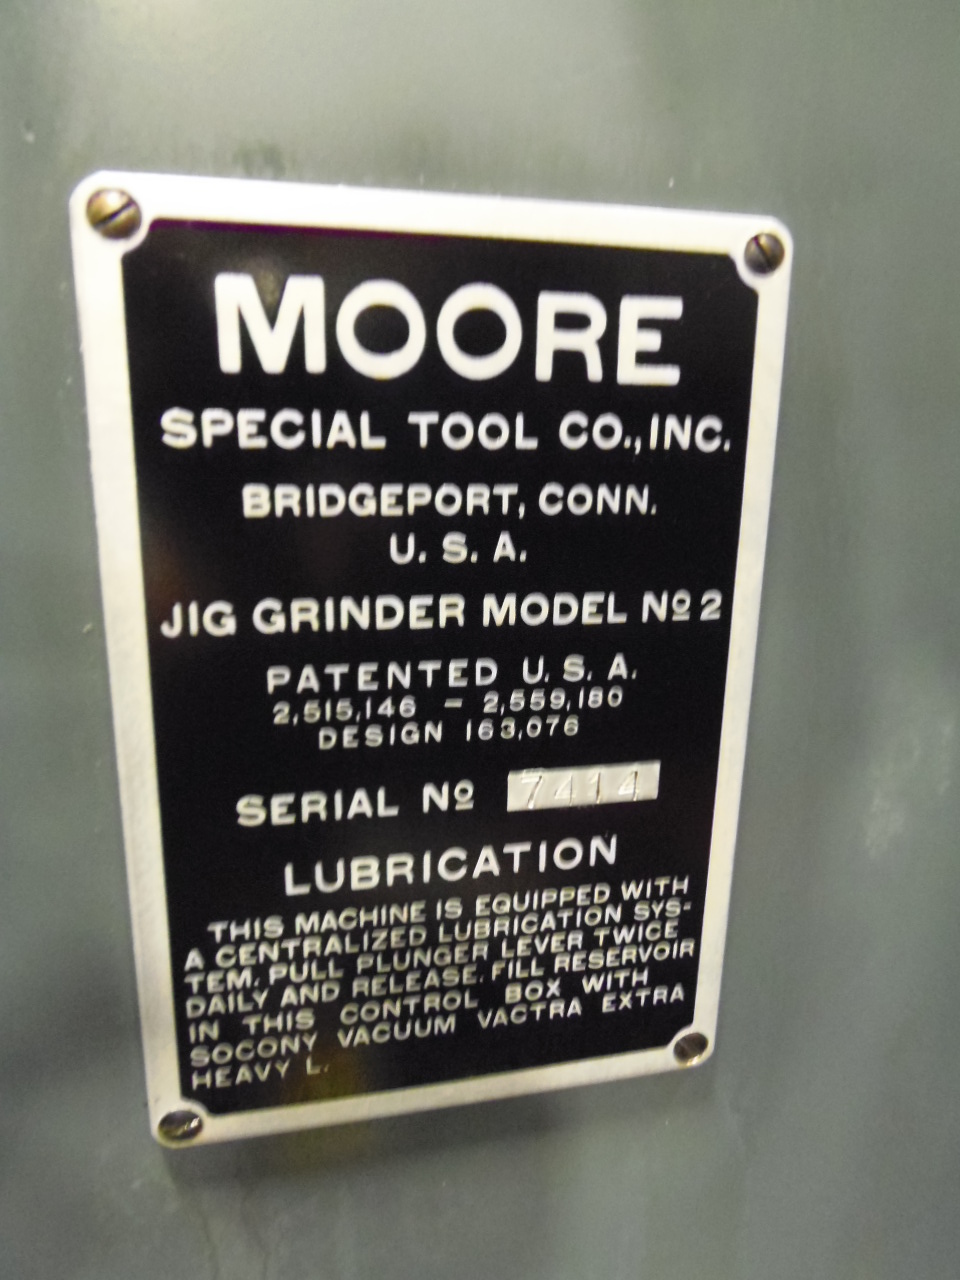 MOORE
SPECIAL TOOL CO., INC.
BRIDGEPORT, CONN.
U. S. A.
JIG GRINDER MODEL Nº 2
PATENTED U. S. A.
2,515,146 - 2,559,180
DESIGN 163,076
SERIAL Nº 7414
LUBRICATION
THIS MACHINE IS EQUIPPED WITH
A CENTRALIZED LUBRICATION SYS-
TEM. PULL PLUNGER LEVER TWICE
DAILY AND RELEASE. FILL RESERVOIR
IN THIS CONTROL BOX WITH
SOCONY VACUUM VACTRA EXTRA
HEAVY L.